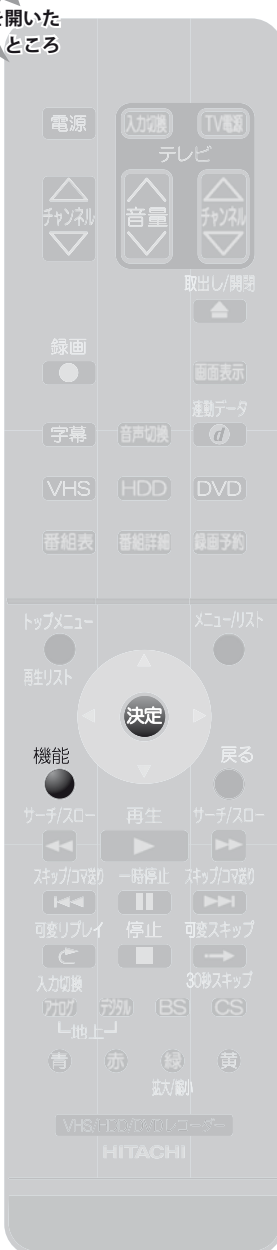 を開いた
ところ
電源 入力切換 TV電源
テレビ
チャンネル 音量 チャンネル
取出し/開閉
録画
画面表示
連動データ
字幕 音声切換 d
VHS HDD DVD
番組表 番組詳細 録画予約
トップメニュー メニュー/リスト
再生リスト
決定
機能 戻る
サーチ/スロー 再生 サーチ/スロー
スキップ/コマ送り 一時停止 スキップ/コマ送り
可変リプレイ 停止 可変スキップ
入力切換 30秒スキップ
アナログ デジタル BS CS
地上
青 赤 緑 黄
拡大/縮小
VHS/HDD/DVDレコーダー
HITACHI